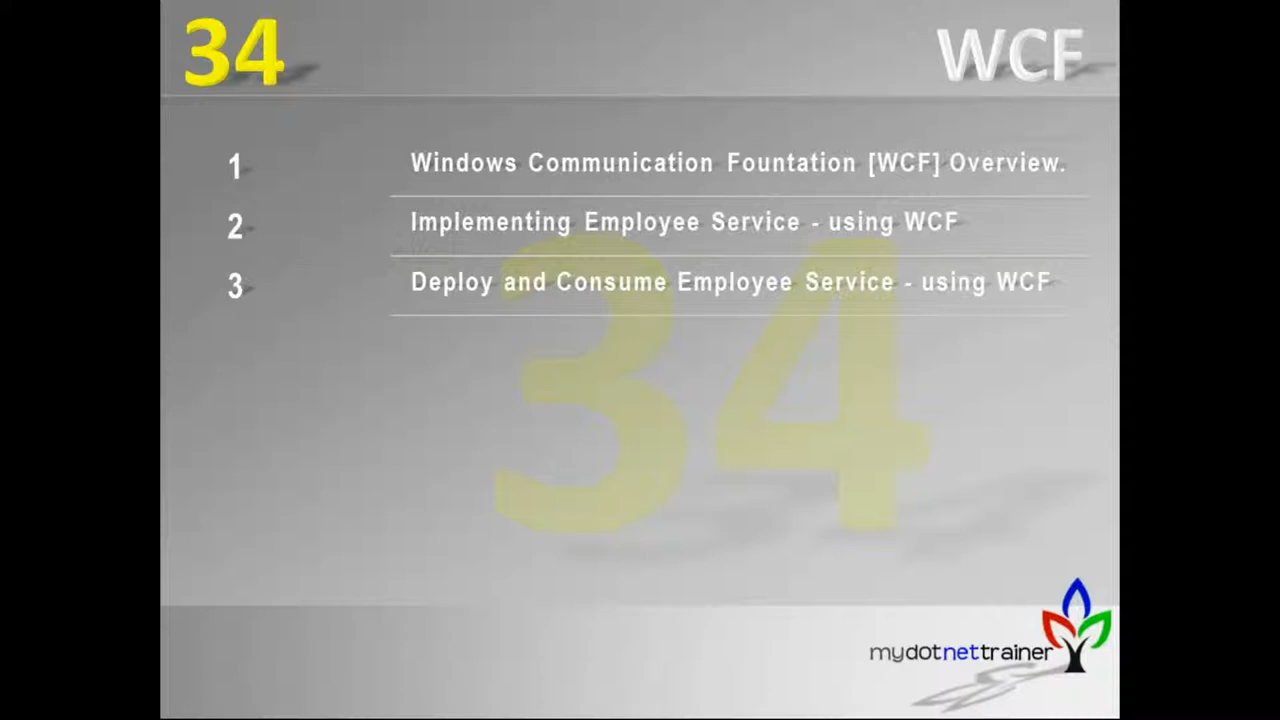 34
WCF
1 Windows Communication Fountation [WCF] Overview.
2 Implementing Employee Service - using WCF
3 Deploy and Consume Employee Service - using WCF
34
mydotnettrainer